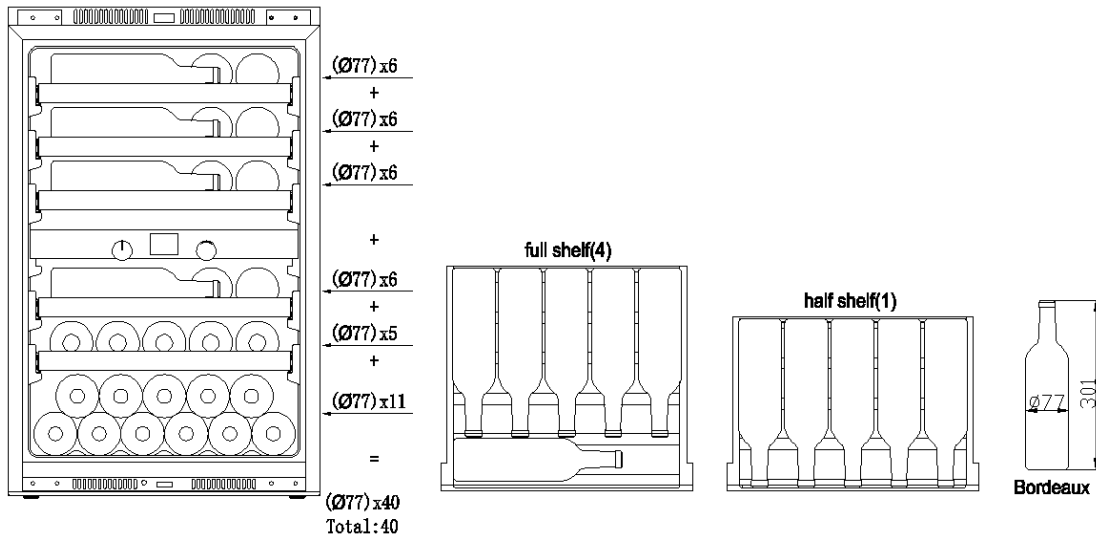 (Ø77)x6
+
(Ø77)x6
+
(Ø77)x6
+
(Ø77)x6
+
(Ø77)x5
+
(Ø77)x11
=
(Ø77)x40
Total:40
full shelf(4)
half shelf(1)
ø77
301
Bordeaux